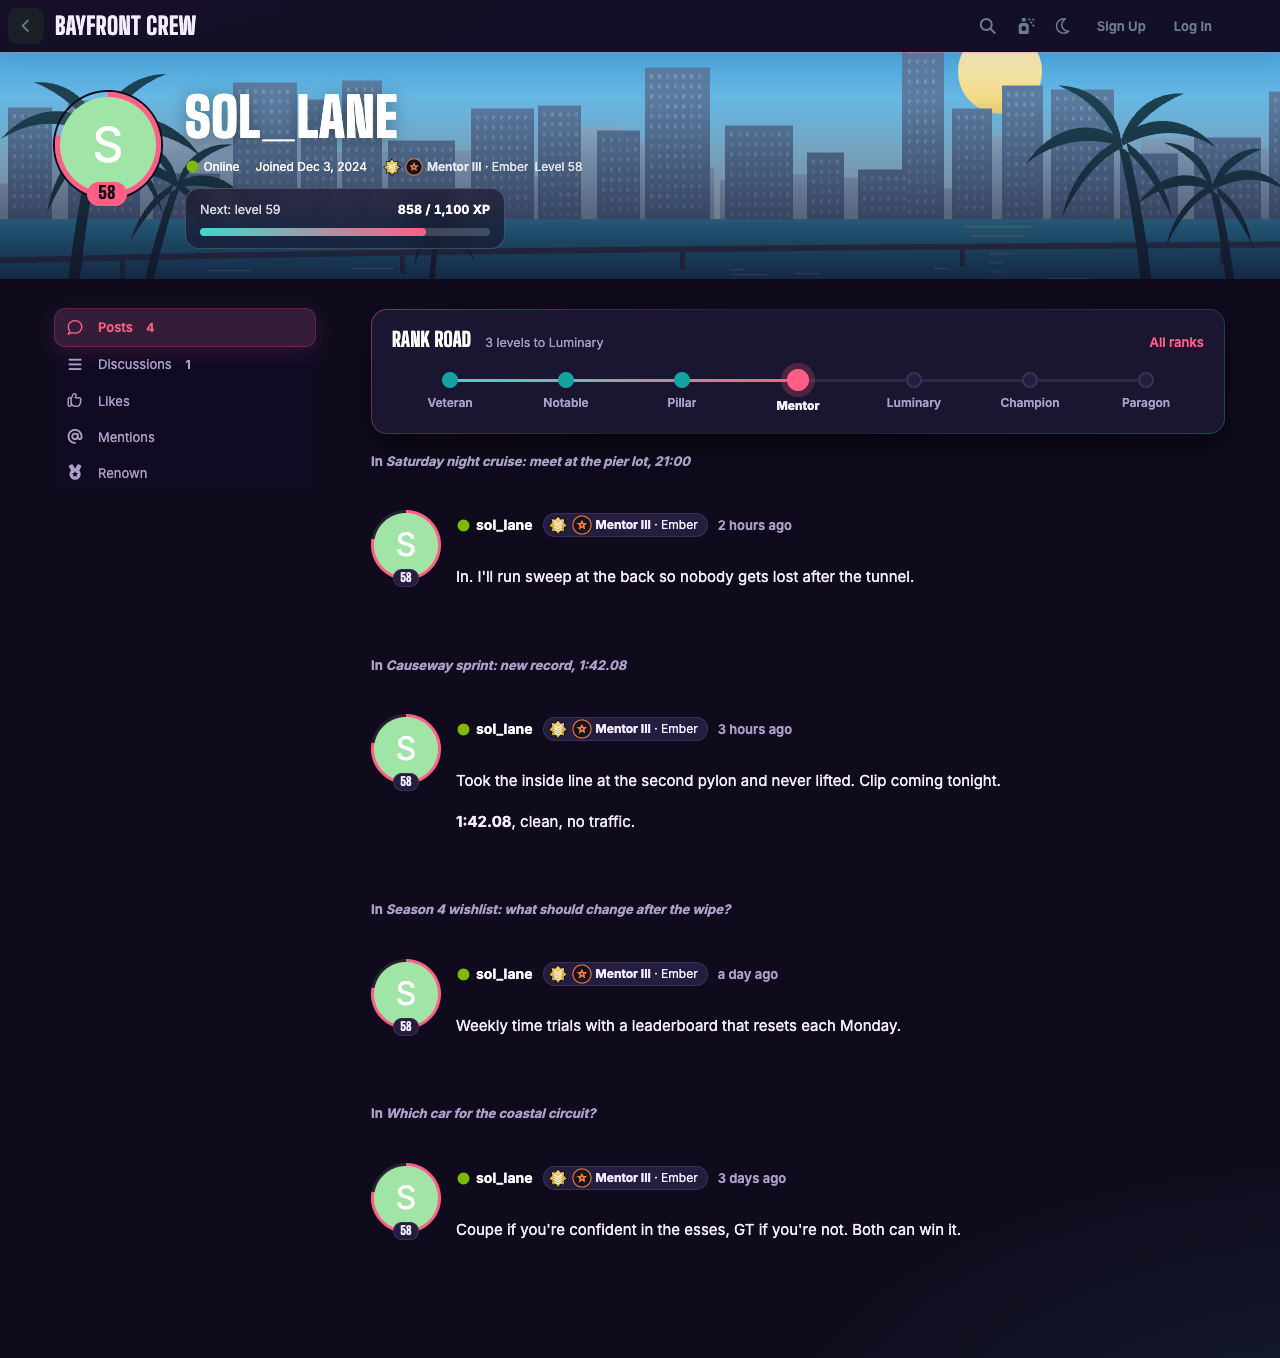 BAYFRONT CREW
Sign Up
Log In
S
58
SOL_LANE
Online Joined Dec 3, 2024 Mentor III · Ember Level 58
Next: level 59 858 / 1,100 XP
Posts 4
Discussions 1
Likes
Mentions
Renown
RANK ROAD 3 levels to Luminary All ranks
Veteran Notable Pillar Mentor Luminary Champion Paragon
In Saturday night cruise: meet at the pier lot, 21:00
S
58
sol_lane Mentor III · Ember 2 hours ago
In. I'll run sweep at the back so nobody gets lost after the tunnel.
In Causeway sprint: new record, 1:42.08
S
58
sol_lane Mentor III · Ember 3 hours ago
Took the inside line at the second pylon and never lifted. Clip coming tonight.
1:42.08, clean, no traffic.
In Season 4 wishlist: what should change after the wipe?
S
58
sol_lane Mentor III · Ember a day ago
Weekly time trials with a leaderboard that resets each Monday.
In Which car for the coastal circuit?
S
58
sol_lane Mentor III · Ember 3 days ago
Coupe if you're confident in the esses, GT if you're not. Both can win it.